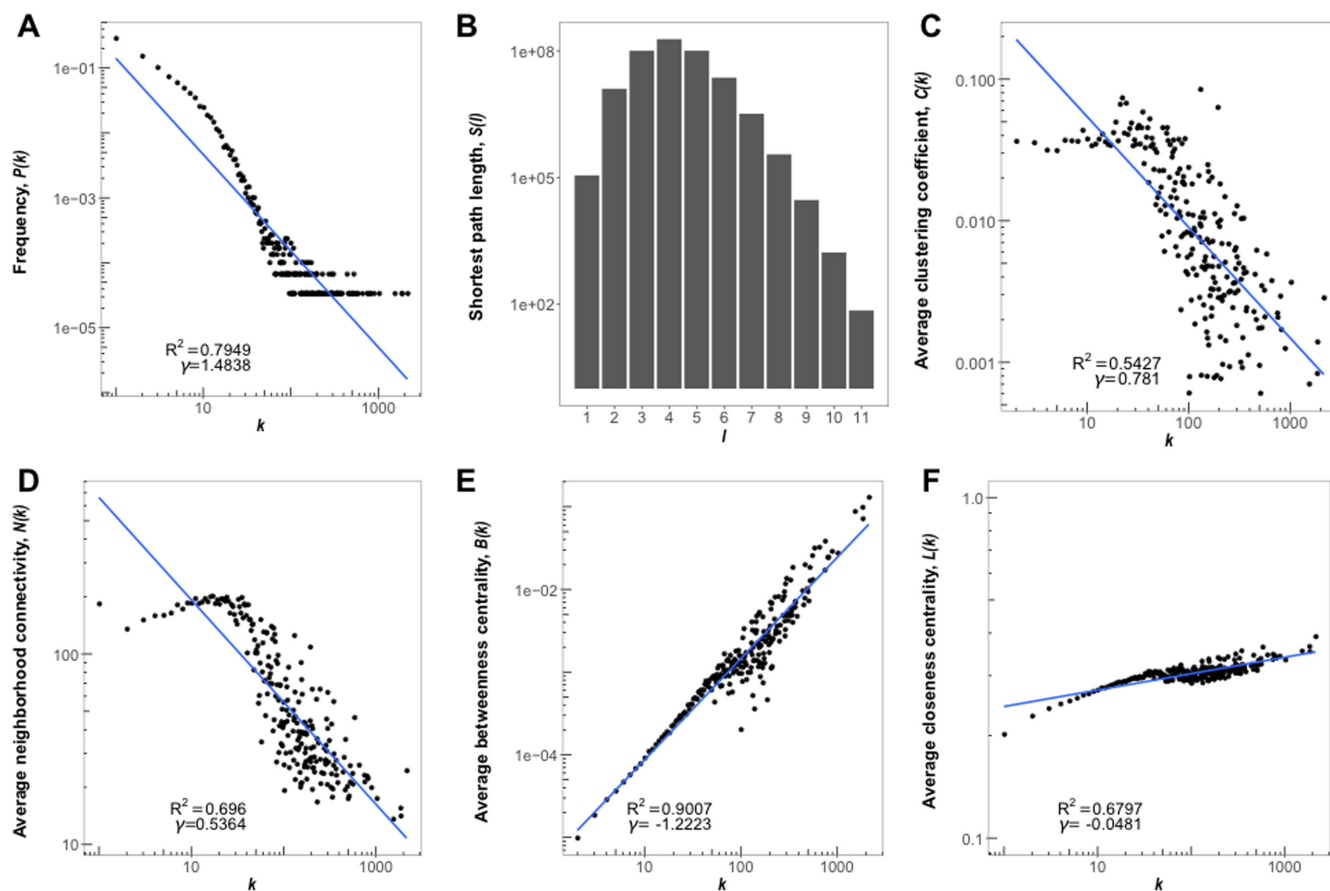 A
Frequency, P(k)
1e−01
1e−03
1e−05
R2 =0.7949
γ=1.4838
10
1000
k
B
Shortest path length, S(l)
1e+08
1e+05
1e+02
1 2 3 4 5 6 7 8 9 10 11
l
C
Average clustering coefficient, C(k)
0.100
0.010
0.001
R2 =0.5427
γ=0.781
10
100
1000
k
D
Average neighborhood connectivity, N(k)
100
10
R2 =0.696
γ=0.5364
10
1000
k
E
Average betweenness centrality, B(k)
1e−02
1e−04
R2 =0.9007
γ= -1.2223
10
100
1000
k
F
Average closeness centrality, L(k)
1.0
0.1
R2 =0.6797
γ= -0.0481
10
1000
k